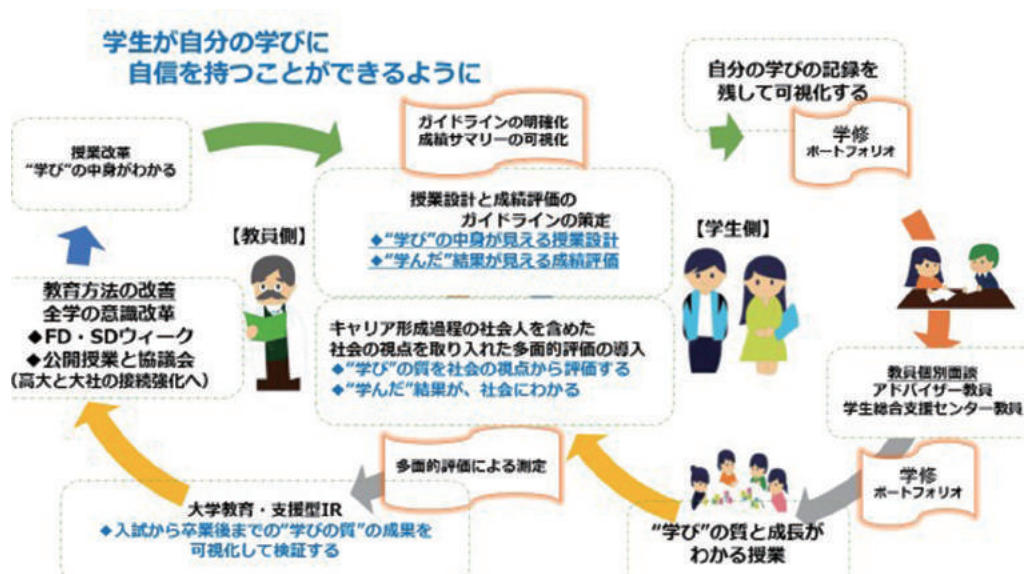 学生が自分の学びに
自信を持つことができるように
自分の学びの記録を
残して可視化する
学修
ポートフォリオ
ガイドラインの明確化
成績サマリーの可視化
授業改革
“学び”の中身がわかる
授業設計と成績評価の
ガイドラインの策定
◆“学び”の中身が見える授業設計
◆“学んだ”結果が見える成績評価
【教員側】
【学生側】
教育方法の改善
全学の意識改革
◆FD・SDウィーク
◆公開授業と協議会
(高大と大社の接続強化へ)
キャリア形成過程の社会人を含めた
社会の視点を取り入れた多面的評価の導入
◆“学び”の質を社会の視点から評価する
◆“学んだ”結果が、社会にわかる
教員個別面談
アドバイザー教員
学生総合支援センター教員
多面的評価による測定
学修
ポートフォリオ
大学教育・支援型IR
◆入試から卒業後までの“学びの質”の成果を
可視化して検証する
“学び”の質と成長が
わかる授業